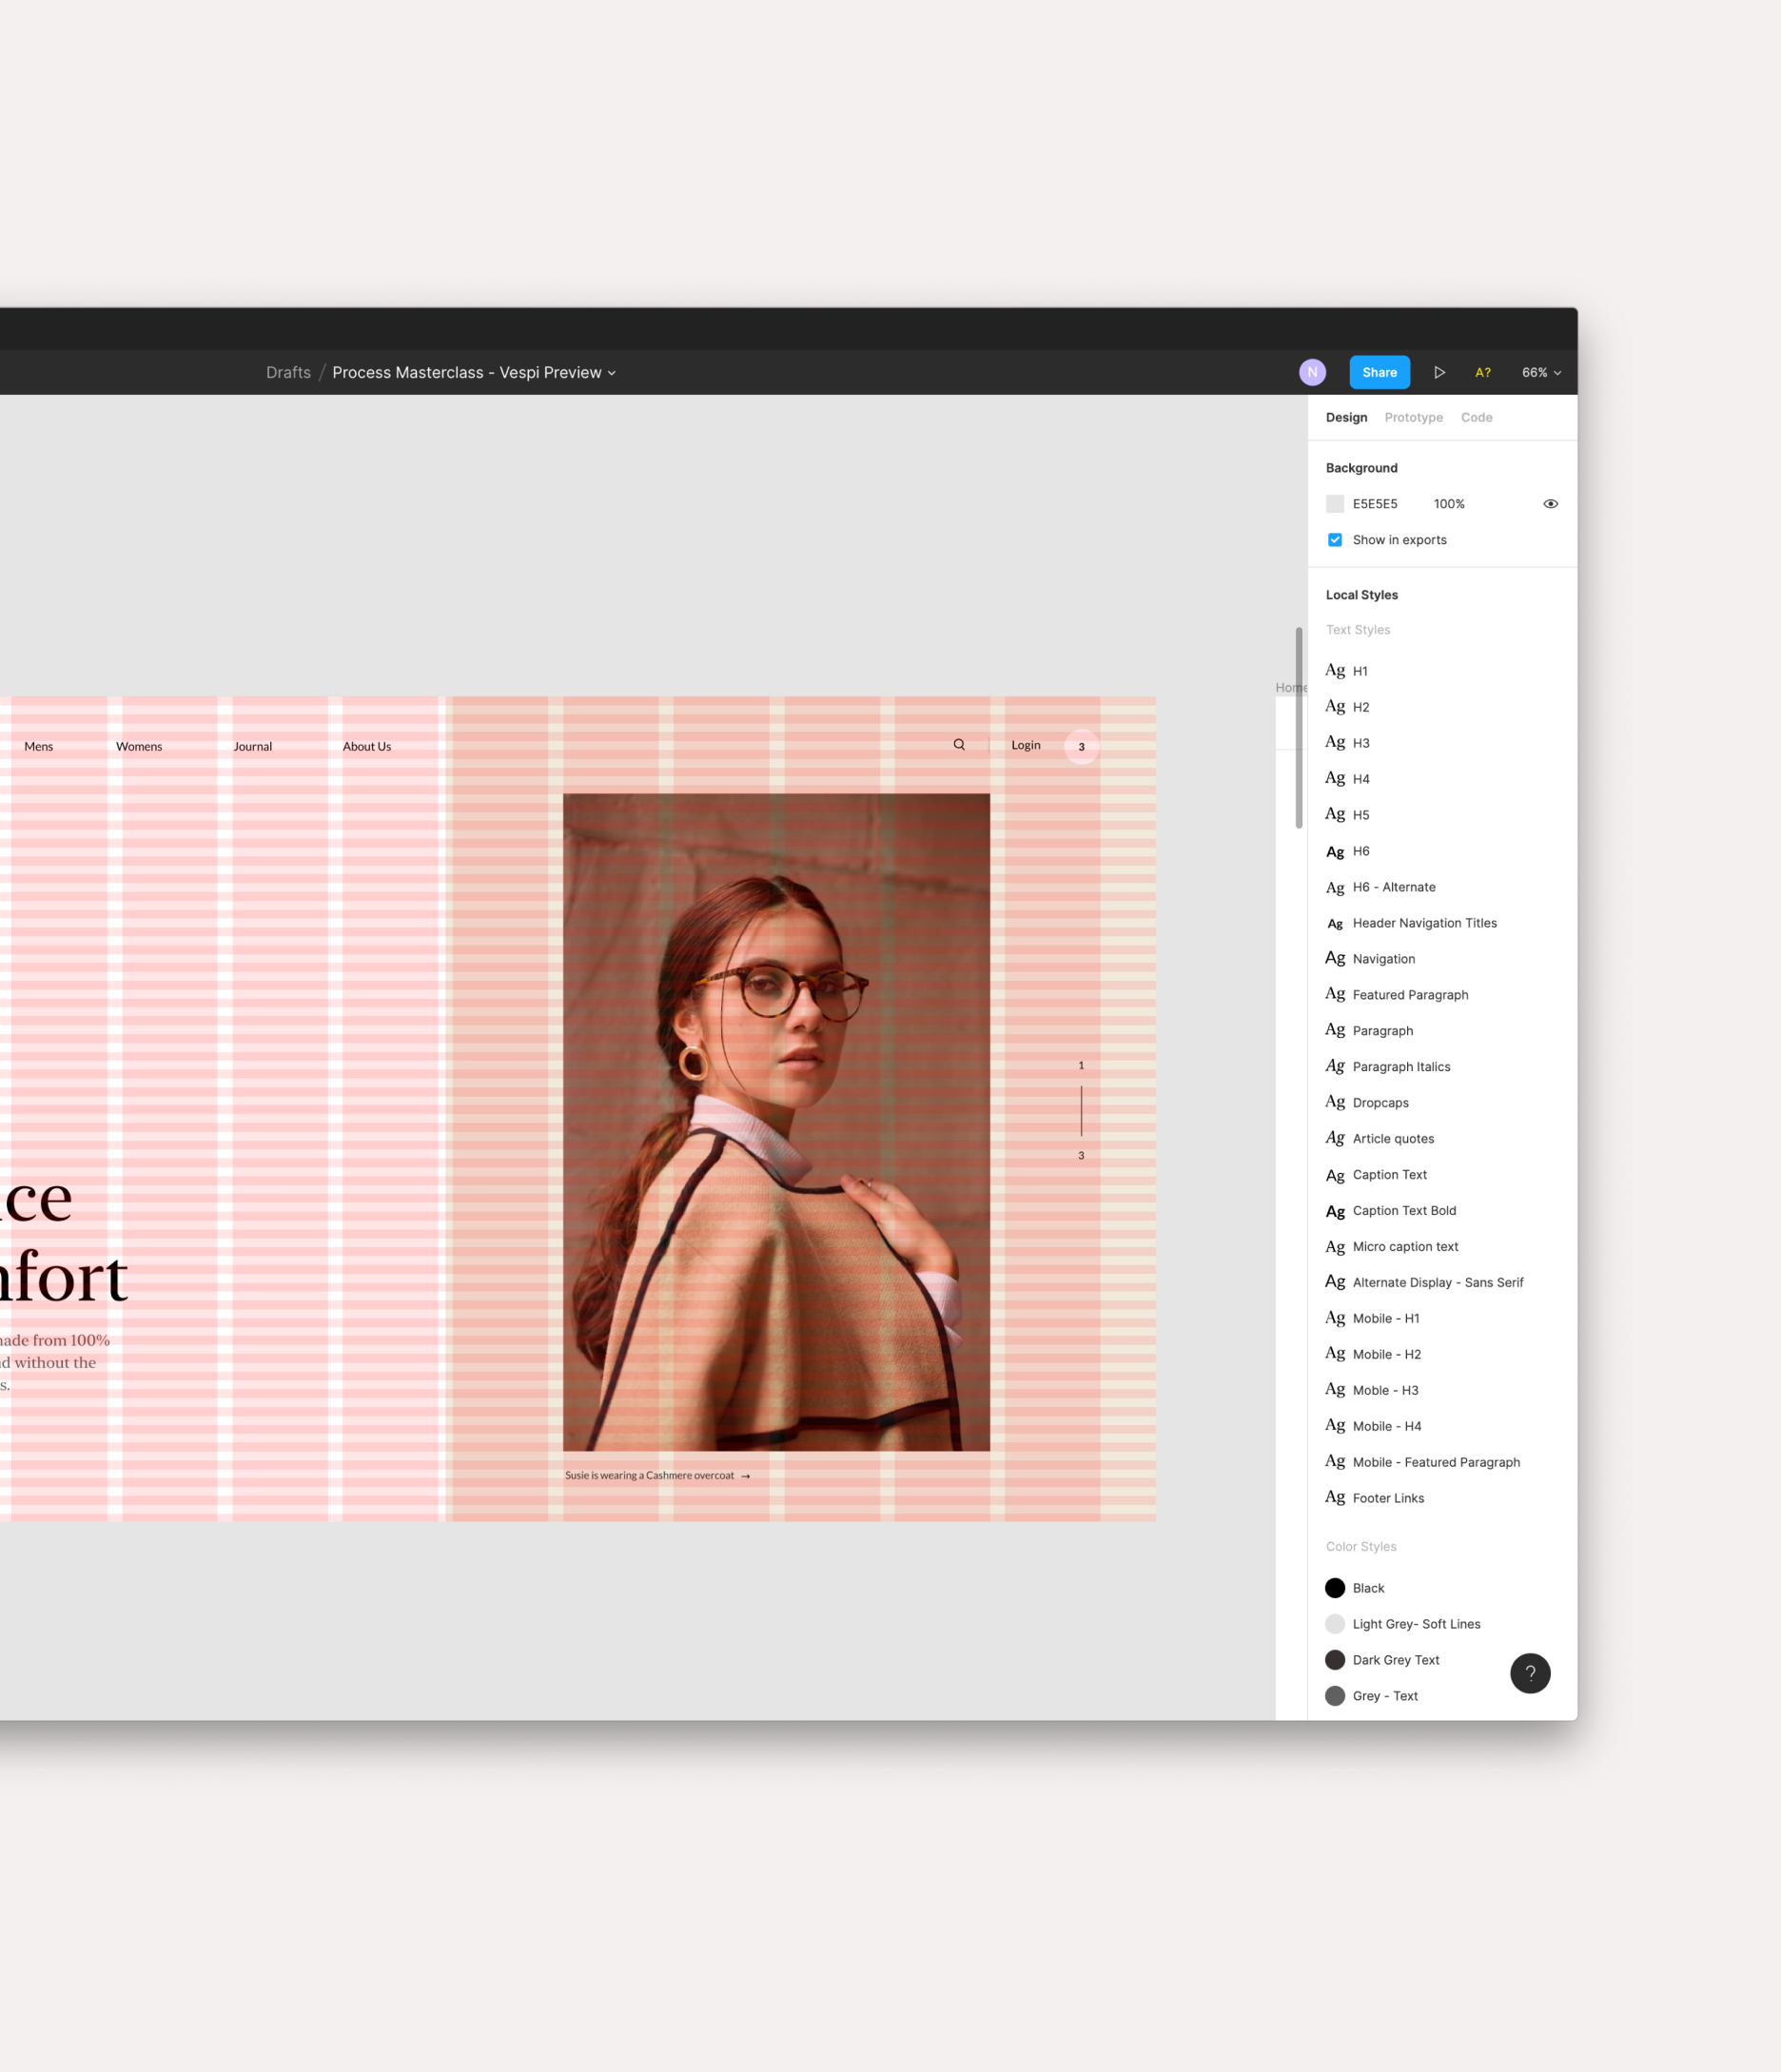 Drafts / Process Masterclass - Vespi Preview
N
Share
A?
66%
Design Prototype Code
Background
E5E5E5 100%
Show in exports
Local Styles
Text Styles
Ag H1
Ag H2
Ag H3
Ag H4
Ag H5
Ag H6
Ag H6 - Alternate
Ag Header Navigation Titles
Ag Navigation
Ag Featured Paragraph
Ag Paragraph
Ag Paragraph Italics
Ag Dropcaps
Ag Article quotes
Ag Caption Text
Ag Caption Text Bold
Ag Micro caption text
Ag Alternate Display - Sans Serif
Ag Mobile - H1
Ag Mobile - H2
Ag Moble - H3
Ag Mobile - H4
Ag Mobile - Featured Paragraph
Ag Footer Links
Color Styles
Black
Light Grey- Soft Lines
Dark Grey Text
Grey - Text
?
Home
Mens Womens Journal About Us Login 3
1
3
ce
fort
made from 100%
d without the
s.
Susie is wearing a Cashmere overcoat →